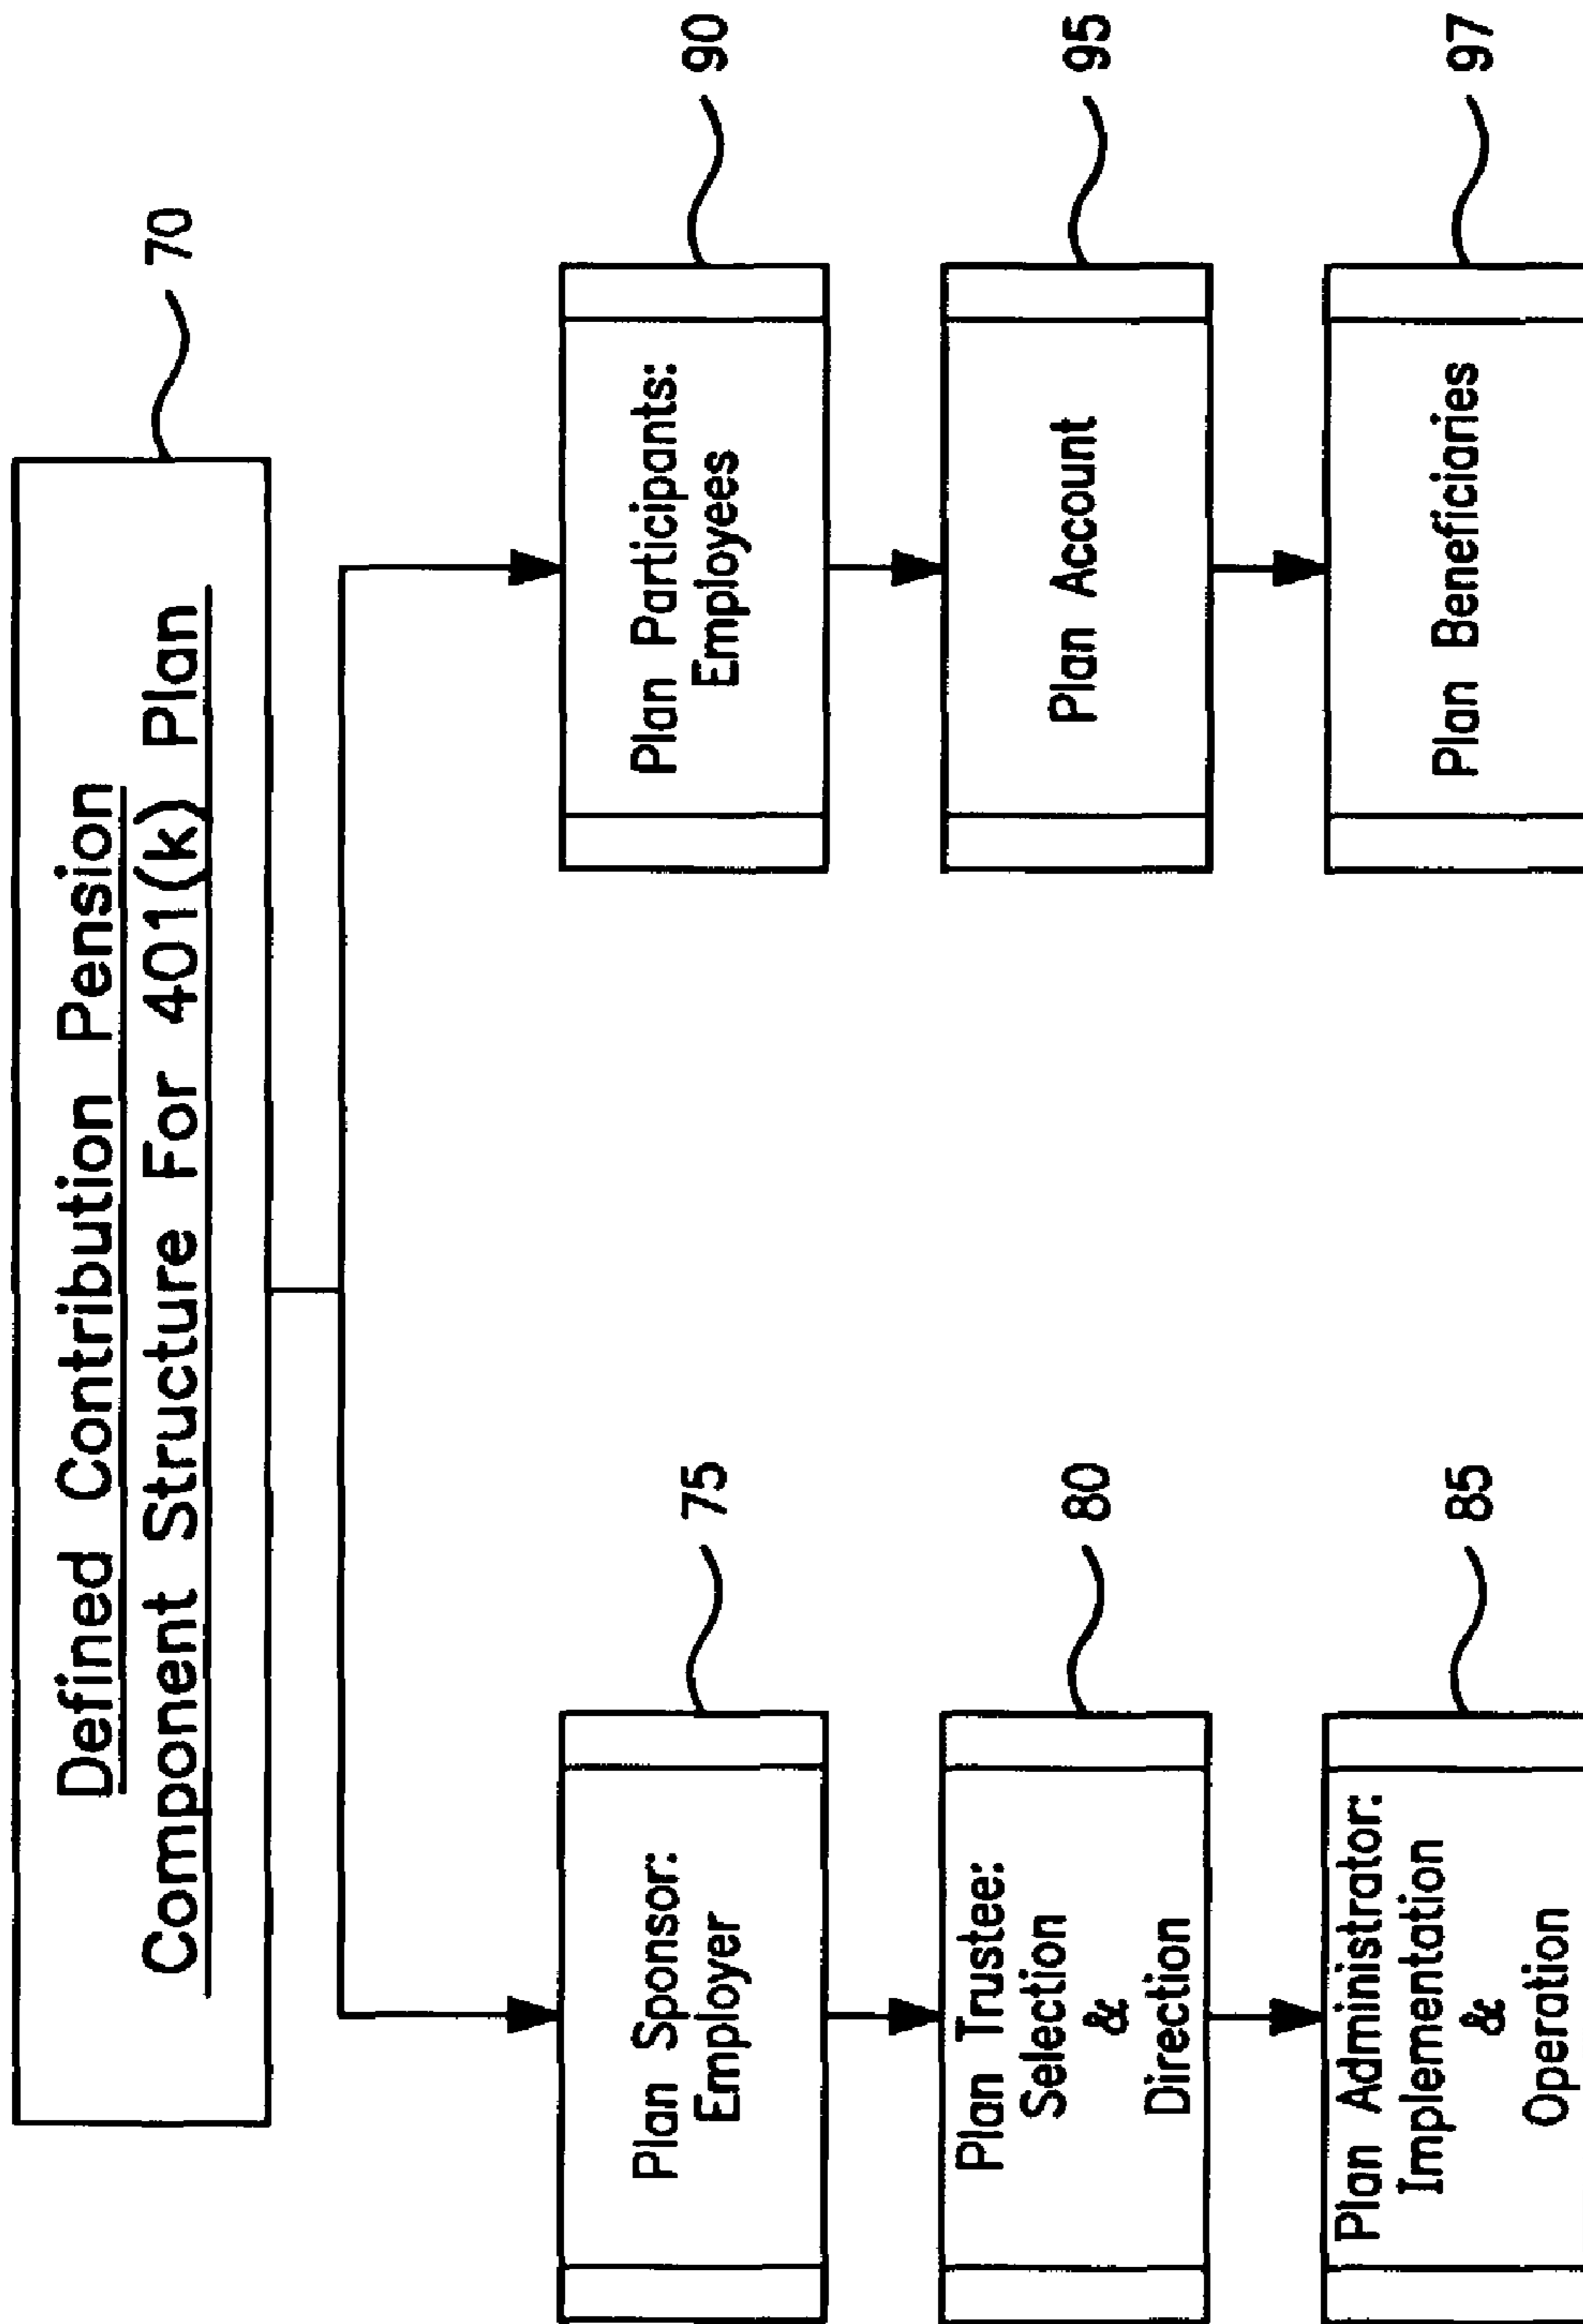 Defined Contribution Pension
Component Structure For 401(k) Plan
70
Plan Sponsor:
Employer
75
Plan Trustee:
Selection
&
Direction
80
Plan Administrator:
Implementation
&
Operation
85
Plan Participants:
Employees
90
Plan Account
95
Plan Beneficiaries
97